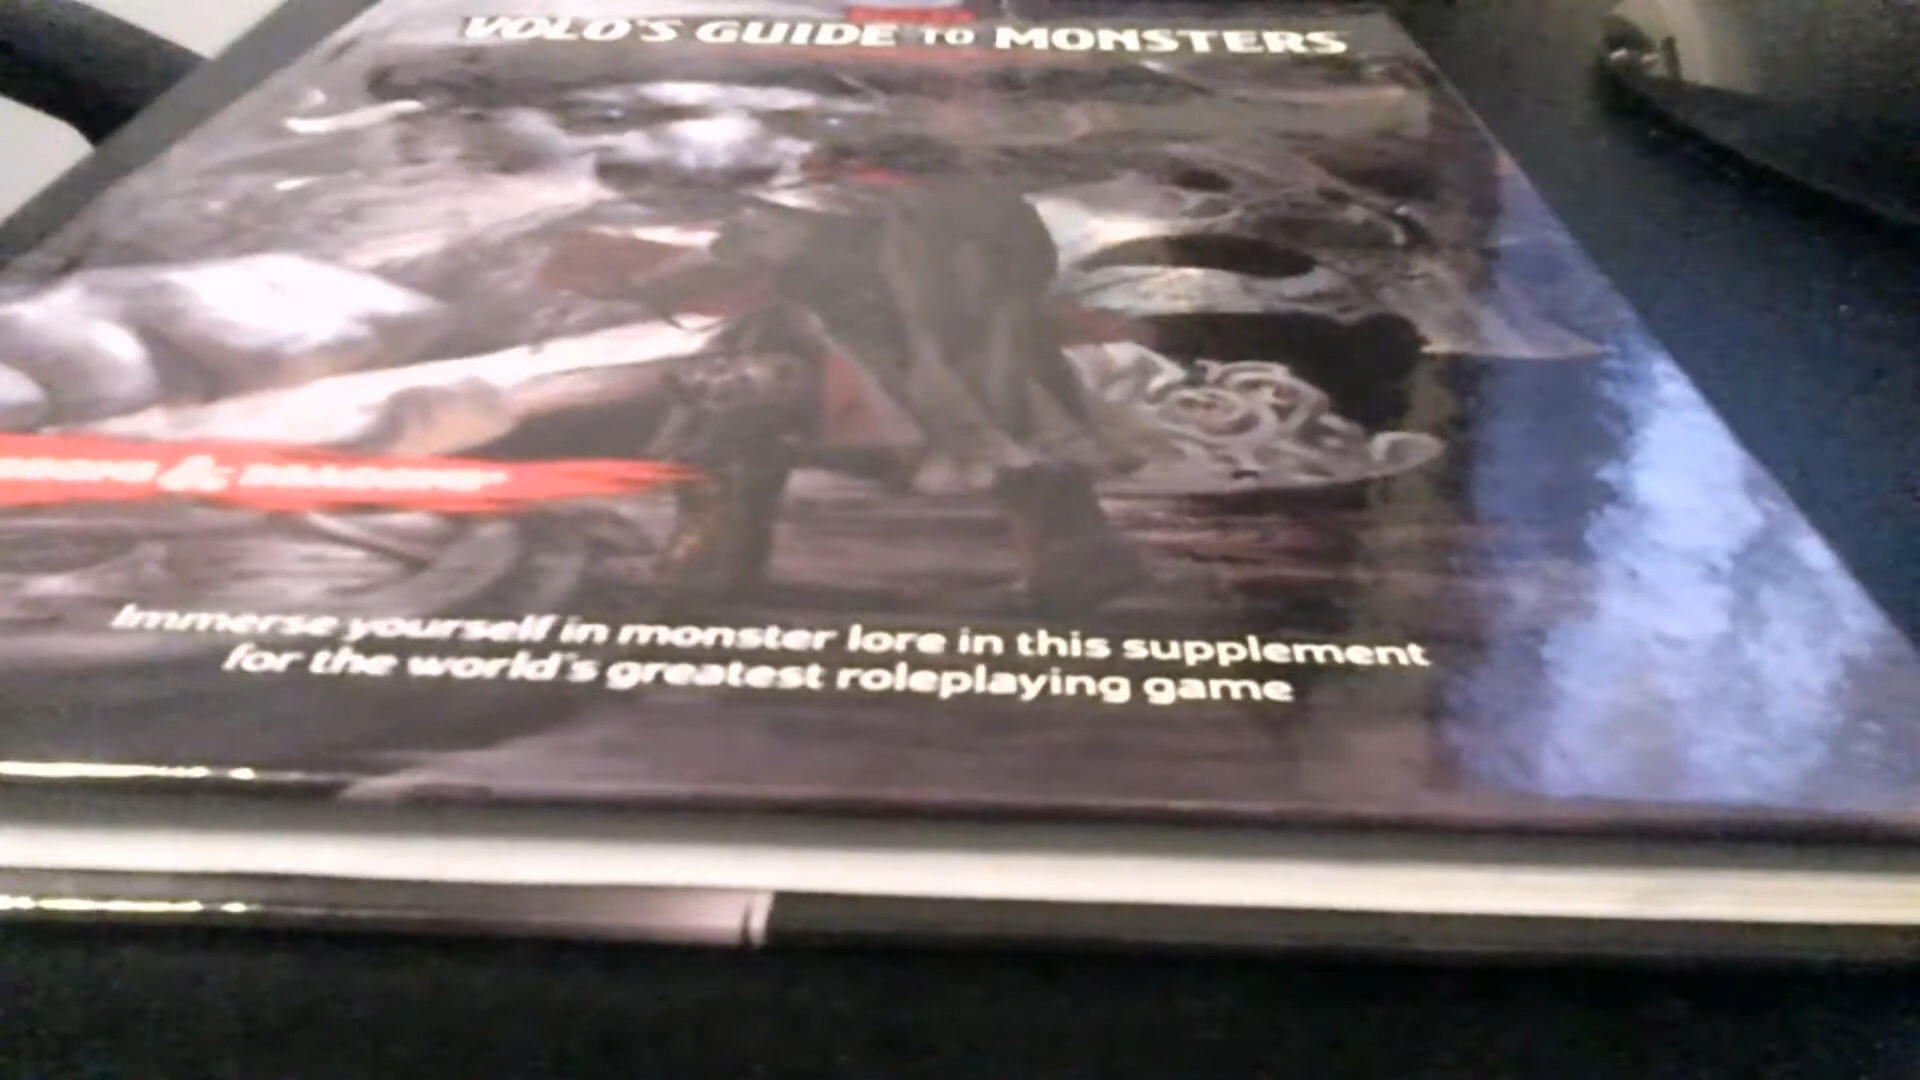 VOLO'S GUIDE TO MONSTERS
&
Immerse yourself in monster lore in this supplement
for the world's greatest roleplaying game